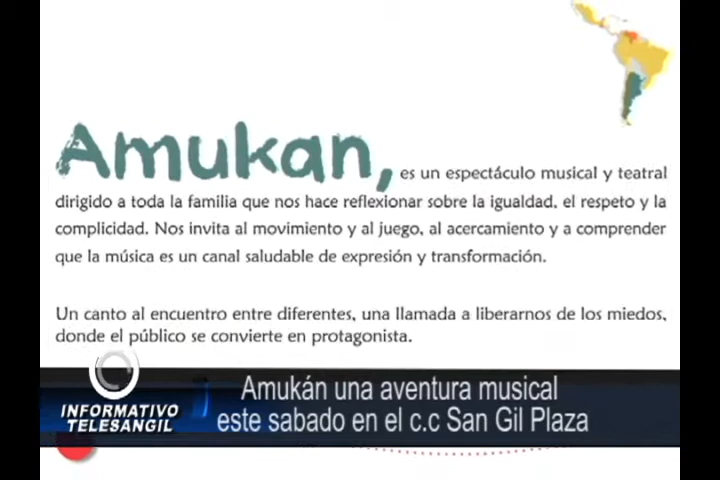 Amukan, es un espectáculo musical y teatral
dirigido a toda la familia que nos hace reflexionar sobre la igualdad, el respeto y la
complicidad. Nos invita al movimiento y al juego, al acercamiento y a comprender
que la música es un canal saludable de expresión y transformación.
Un canto al encuentro entre diferentes, una llamada a liberarnos de los miedos,
donde el público se convierte en protagonista.
INFORMATIVO
TELESANGIL
Amukán una aventura musical
este sabado en el c.c San Gil Plaza